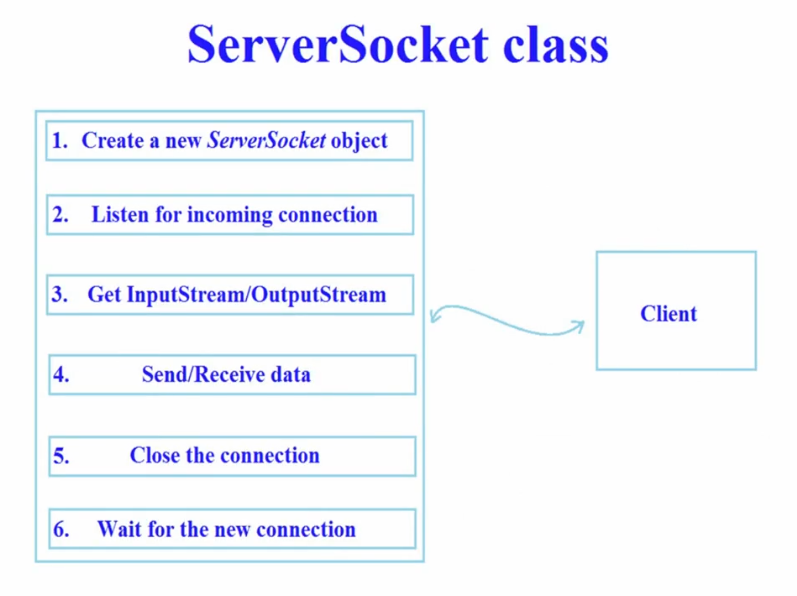 ServerSocket class
1. Create a new ServerSocket object
2. Listen for incoming connection
3. Get InputStream/OutputStream
4. Send/Receive data
5. Close the connection
6. Wait for the new connection
Client